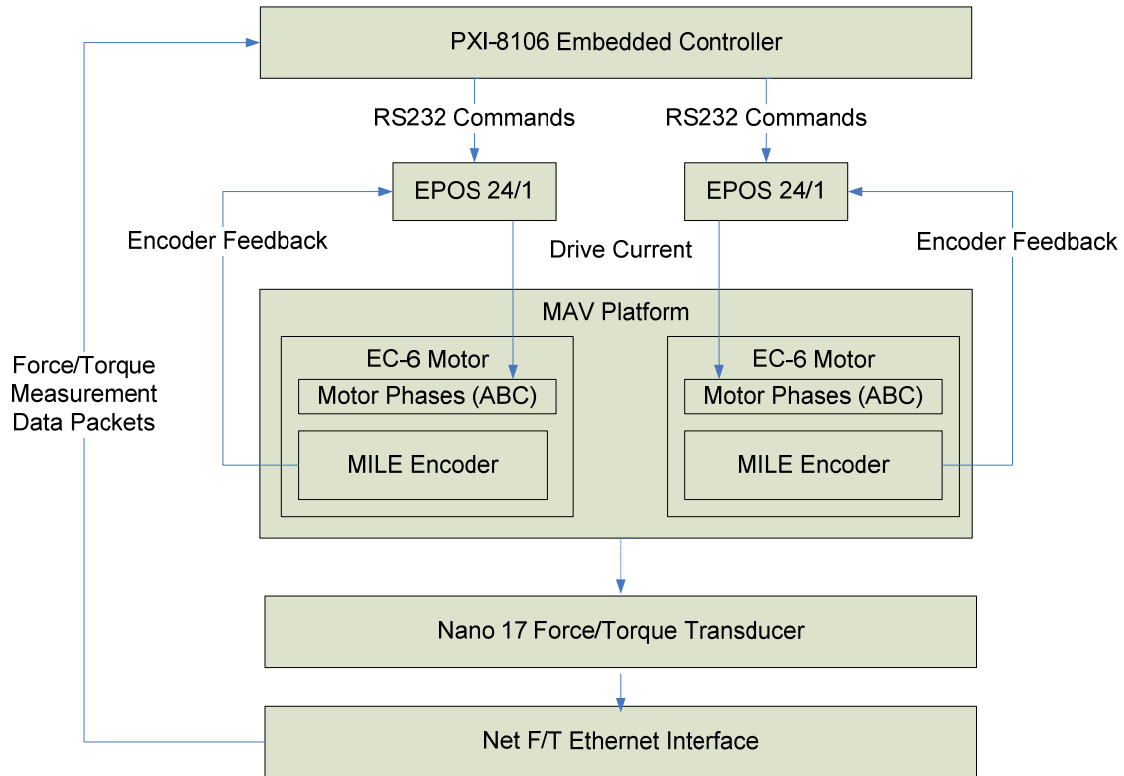 PXI-8106 Embedded Controller
RS232 Commands
RS232 Commands
EPOS 24/1
EPOS 24/1
Encoder Feedback
Drive Current
Encoder Feedback
MAV Platform
EC-6 Motor
EC-6 Motor
Motor Phases (ABC)
Motor Phases (ABC)
Force/Torque
Measurement
Data Packets
MILE Encoder
MILE Encoder
Nano 17 Force/Torque Transducer
Net F/T Ethernet Interface